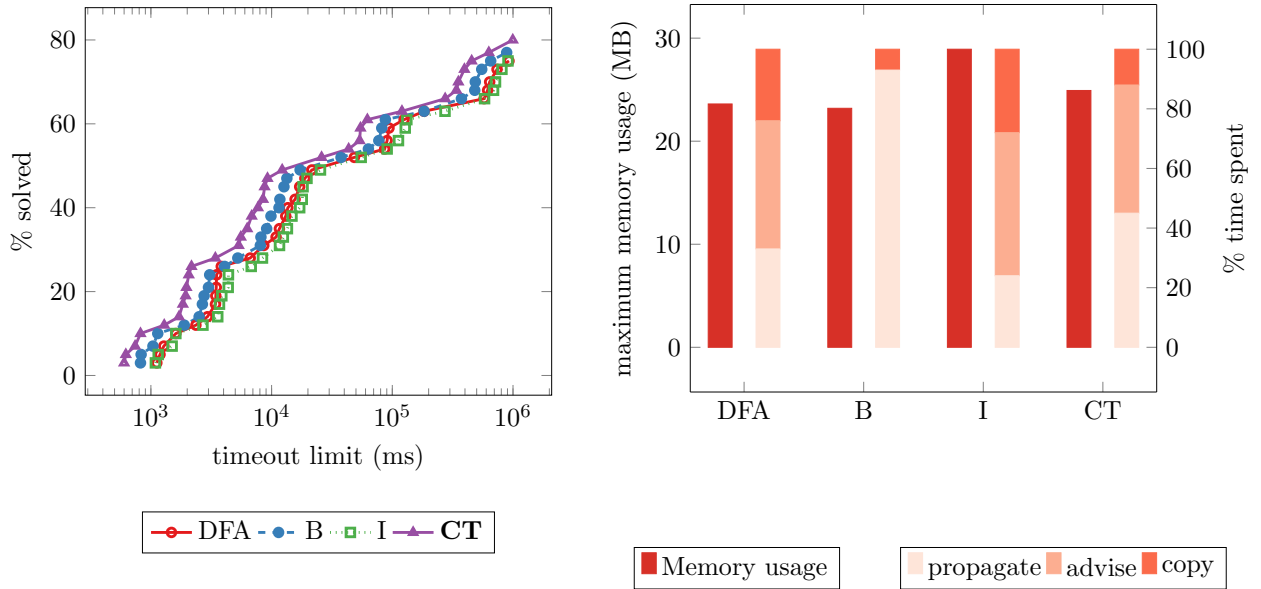 80
60
40
20
0
% solved
10^3
10^4
10^5
10^6
timeout limit (ms)
DFA B I CT
30
20
10
0
maximum memory usage (MB)
100
80
60
40
20
0
% time spent
DFA B I CT
Memory usage
propagate advise copy